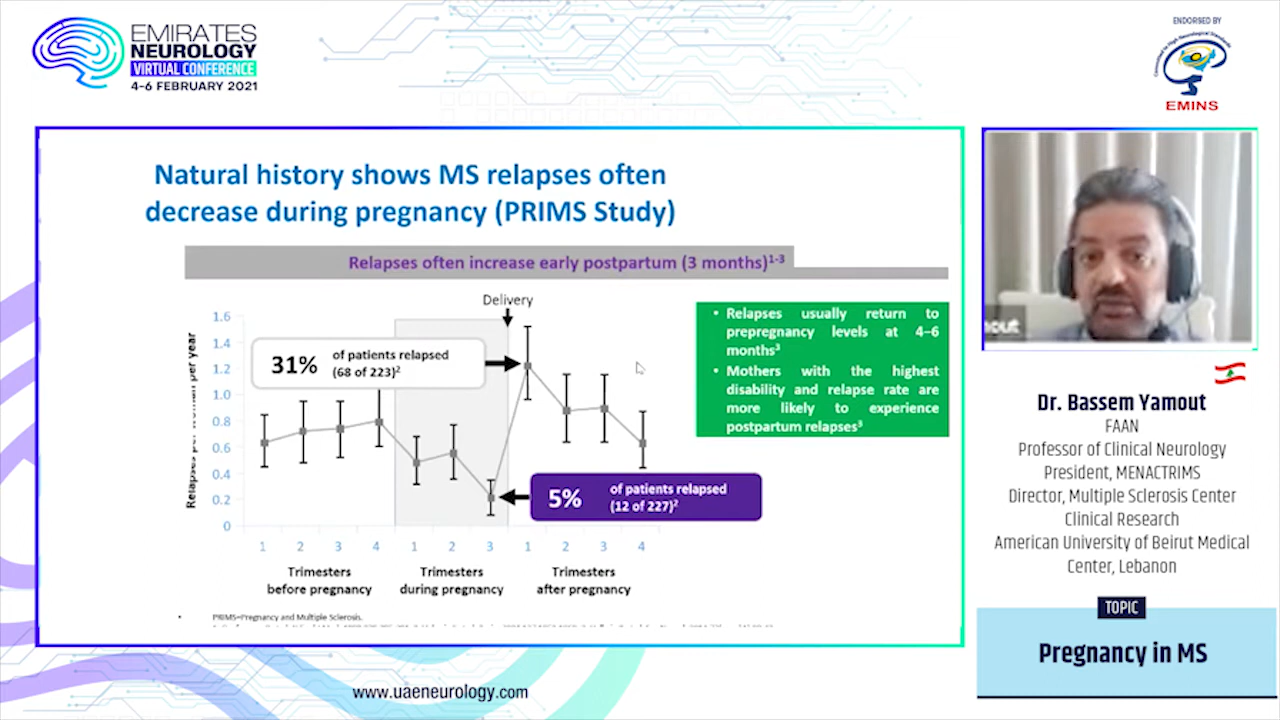 EMIRATES
NEUROLOGY
VIRTUAL CONFERENCE
4-6 FEBRUARY 2021
ENDORSED BY
EMINS
Natural history shows MS relapses often
decrease during pregnancy (PRIMS Study)
Relapses often increase early postpartum (3 months)1-3
Delivery
Relapses per woman per year
1.6
1.4
1.2
1.0
0.8
0.6
0.4
0.2
0
31% of patients relapsed
(68 of 223)2
5% of patients relapsed
(12 of 227)2
1 2 3 4 1 2 3 1 2 3 4
Trimesters
before pregnancy
Trimesters
during pregnancy
Trimesters
after pregnancy
• Relapses usually return to
prepregnancy levels at 4–6
months3
• Mothers with the highest
disability and relapse rate are
more likely to experience
postpartum relapses3
• PRIMS=Pregnancy and Multiple Sclerosis.
mout
Dr. Bassem Yamout
FAAN
Professor of Clinical Neurology
President, MENACTRIMS
Director, Multiple Sclerosis Center
Clinical Research
American University of Beirut Medical
Center, Lebanon
TOPIC
Pregnancy in MS
www.uaeneurology.com